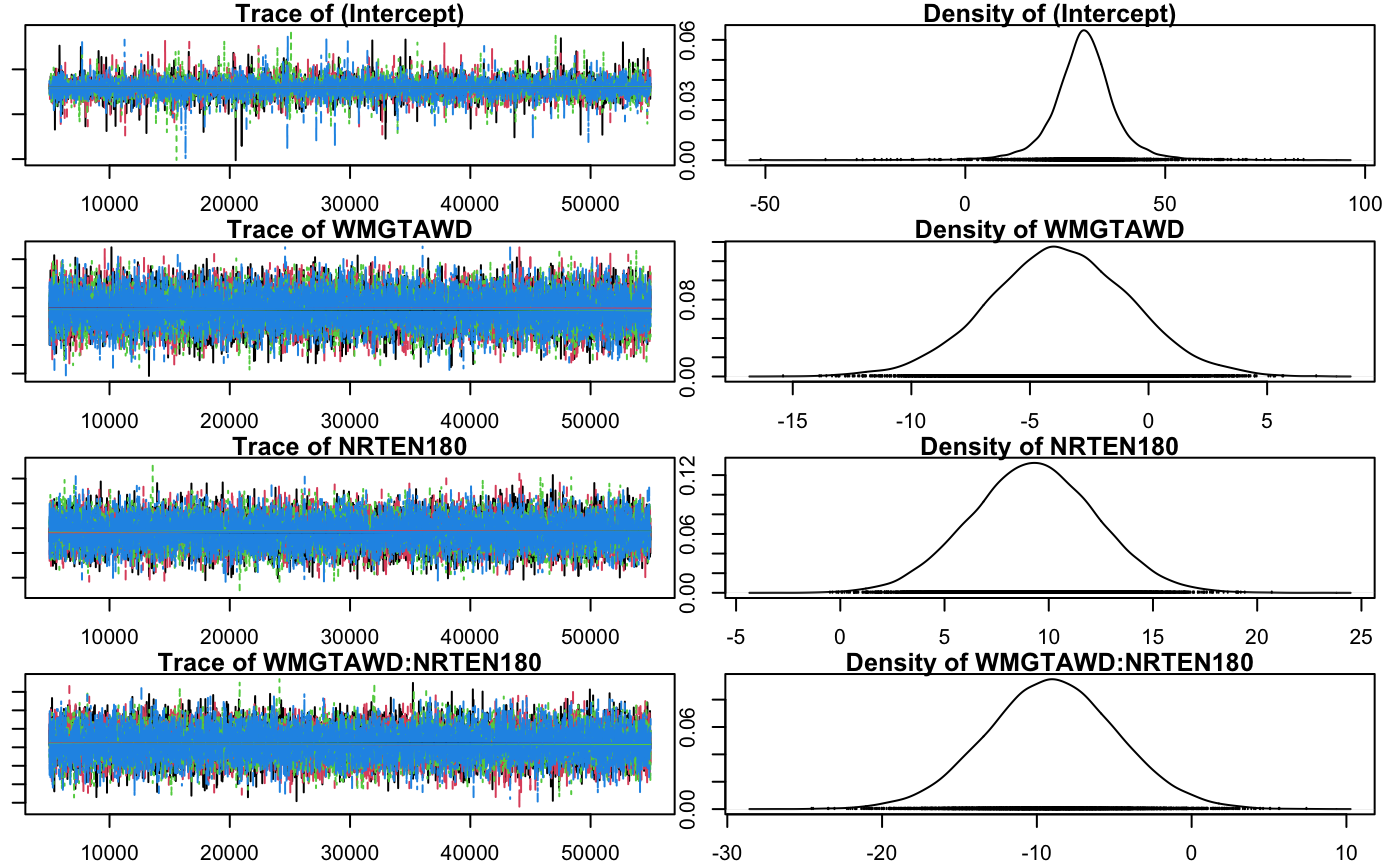 Trace of (Intercept)
Density of (Intercept)
0.00 0.03 0.06
10000 20000 30000 40000 50000
-50 0 50 100
Trace of WMGTAWD
Density of WMGTAWD
0.00 0.08
10000 20000 30000 40000 50000
-15 -10 -5 0 5
Trace of NRTEN180
Density of NRTEN180
0.00 0.06 0.12
10000 20000 30000 40000 50000
-5 0 5 10 15 20 25
Trace of WMGTAWD:NRTEN180
Density of WMGTAWD:NRTEN180
0.00 0.06
10000 20000 30000 40000 50000
-30 -20 -10 0 10